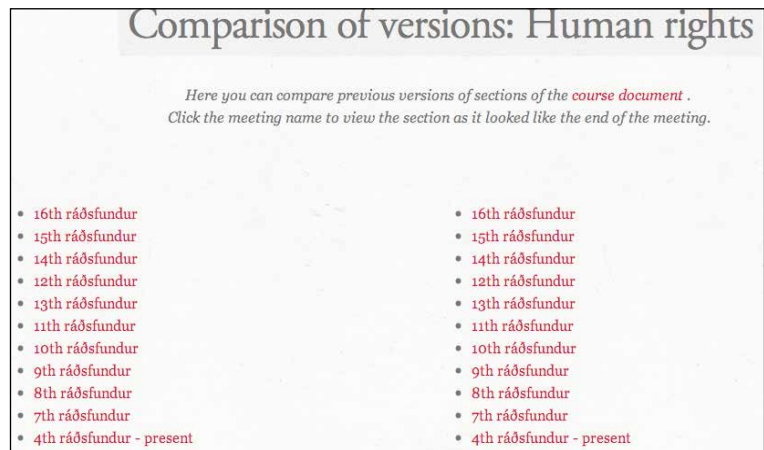 Comparison of versions: Human rights
Here you can compare previous versions of sections of the course document .
Click the meeting name to view the section as it looked like the end of the meeting.
16th ráðsfundur
15th ráðsfundur
14th ráðsfundur
12th ráðsfundur
13th ráðsfundur
11th ráðsfundur
10th ráðsfundur
9th ráðsfundur
8th ráðsfundur
7th ráðsfundur
4th ráðsfundur - present
16th ráðsfundur
15th ráðsfundur
14th ráðsfundur
12th ráðsfundur
13th ráðsfundur
11th ráðsfundur
10th ráðsfundur
9th ráðsfundur
8th ráðsfundur
7th ráðsfundur
4th ráðsfundur - present